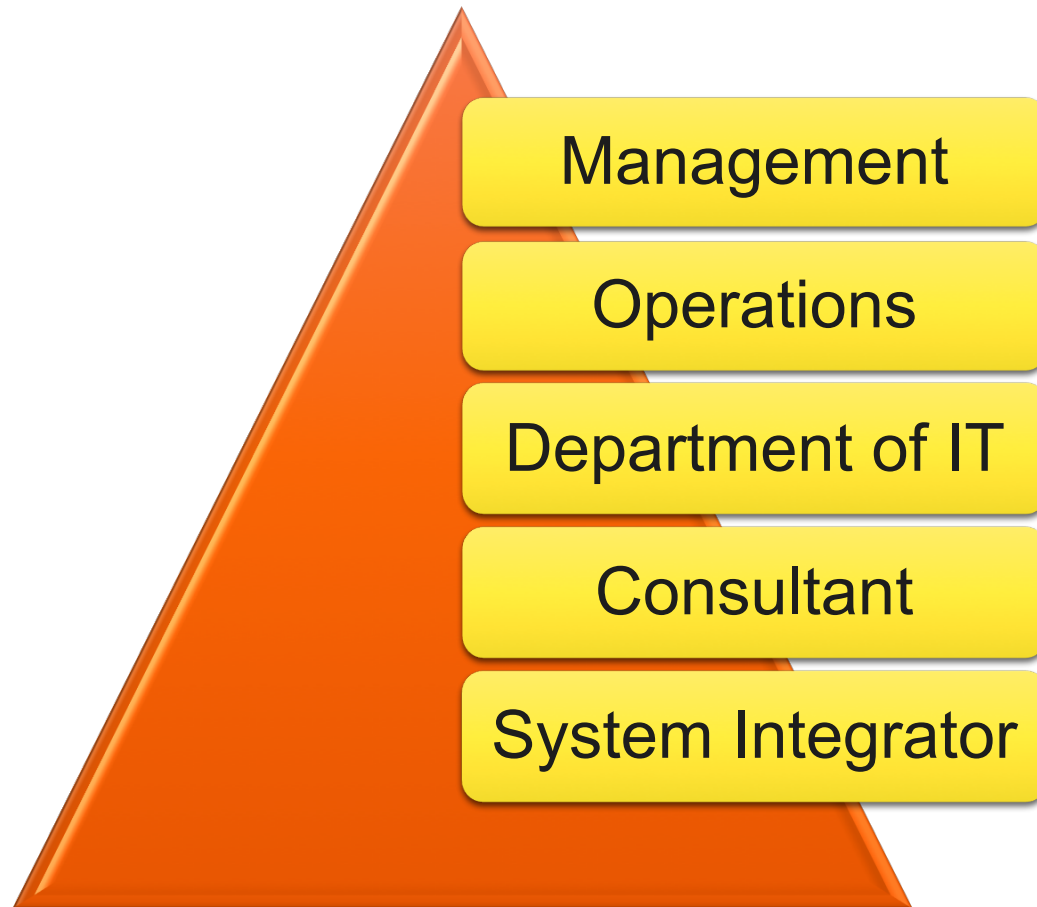 Management
Operations
Department of IT
Consultant
System Integrator